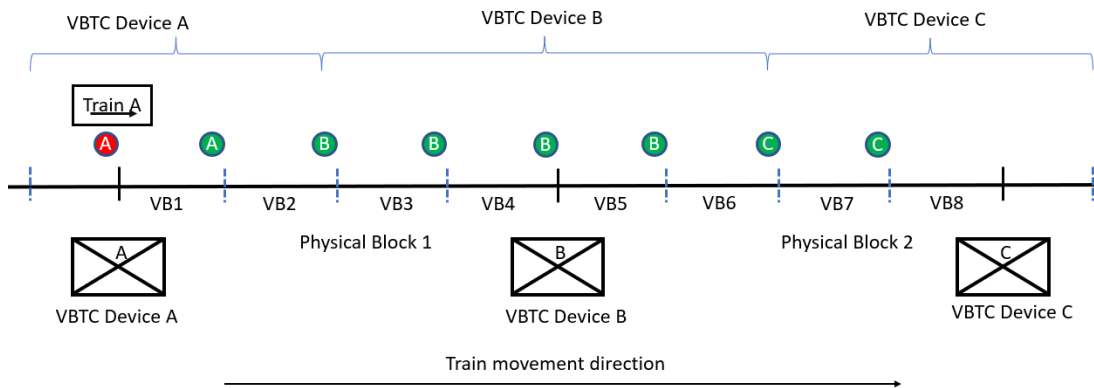 VBTC Device A
VBTC Device B
VBTC Device C
Train A
A
A
B
B
B
B
C
C
VB1
VB2
VB3
VB4
VB5
VB6
VB7
VB8
Physical Block 1
Physical Block 2
A
B
C
VBTC Device A
VBTC Device B
VBTC Device C
Train movement direction